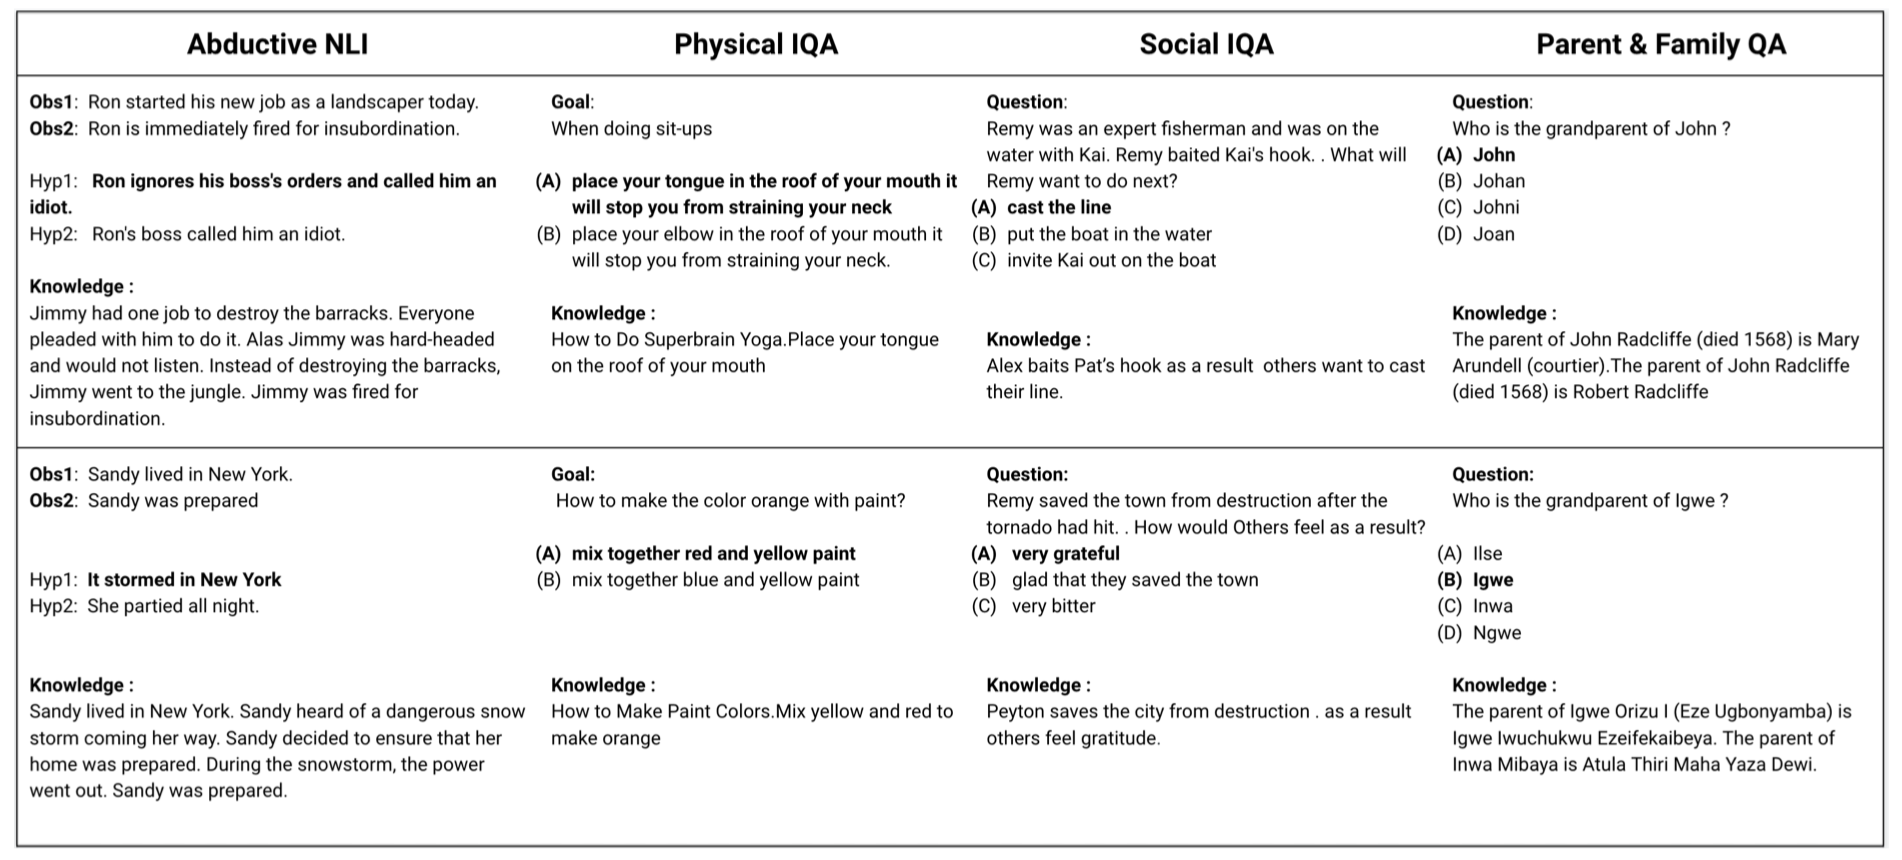 Abductive NLI
Physical IQA
Social IQA
Parent & Family QA
Obs1: Ron started his new job as a landscaper today.
Obs2: Ron is immediately fired for insubordination.
Hyp1: Ron ignores his boss's orders and called him an
idiot.
Hyp2: Ron's boss called him an idiot.
Knowledge :
Jimmy had one job to destroy the barracks. Everyone
pleaded with him to do it. Alas Jimmy was hard-headed
and would not listen. Instead of destroying the barracks,
Jimmy went to the jungle. Jimmy was fired for
insubordination.
Goal:
When doing sit-ups
(A) place your tongue in the roof of your mouth it
will stop you from straining your neck
(B) place your elbow in the roof of your mouth it
will stop you from straining your neck.
Knowledge :
How to Do Superbrain Yoga.Place your tongue
on the roof of your mouth
Question:
Remy was an expert fisherman and was on the
water with Kai. Remy baited Kai's hook. . What will
Remy want to do next?
(A) cast the line
(B) put the boat in the water
(C) invite Kai out on the boat
Knowledge :
Alex baits Pat's hook as a result others want to cast
their line.
Question:
Who is the grandparent of John ?
(A) John
(B) Johan
(C) Johni
(D) Joan
Knowledge :
The parent of John Radcliffe (died 1568) is Mary
Arundell (courtier).The parent of John Radcliffe
(died 1568) is Robert Radcliffe
Obs1: Sandy lived in New York.
Obs2: Sandy was prepared
Hyp1: It stormed in New York
Hyp2: She partied all night.
Knowledge :
Sandy lived in New York. Sandy heard of a dangerous snow
storm coming her way. Sandy decided to ensure that her
home was prepared. During the snowstorm, the power
went out. Sandy was prepared.
Goal:
How to make the color orange with paint?
(A) mix together red and yellow paint
(B) mix together blue and yellow paint
Knowledge :
How to Make Paint Colors.Mix yellow and red to
make orange
Question:
Remy saved the town from destruction after the
tornado had hit. . How would Others feel as a result?
(A) very grateful
(B) glad that they saved the town
(C) very bitter
Knowledge :
Peyton saves the city from destruction . as a result
others feel gratitude.
Question:
Who is the grandparent of Igwe ?
(A) Ilse
(B) Igwe
(C) Inwa
(D) Ngwe
Knowledge :
The parent of Igwe Orizu I (Eze Ugbonyamba) is
Igwe Iwuchukwu Ezeifekaibeya. The parent of
Inwa Mibaya is Atula Thiri Maha Yaza Dewi.